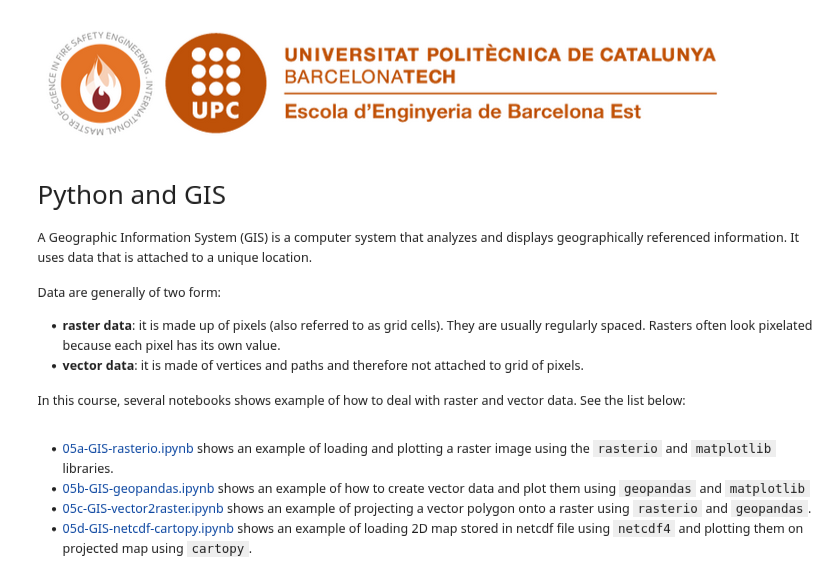 INTERNATIONAL MASTER OF SCIENCE IN FIRE SAFETY ENGINEERING ·
UPC
UNIVERSITAT POLITÈCNICA DE CATALUNYA
BARCELONATECH
Escola d’Enginyeria de Barcelona Est
Python and GIS
A Geographic Information System (GIS) is a computer system that analyzes and displays geographically referenced information. It
uses data that is attached to a unique location.
Data are generally of two form:
• raster data: it is made up of pixels (also referred to as grid cells). They are usually regularly spaced. Rasters often look pixelated
because each pixel has its own value.
• vector data: it is made of vertices and paths and therefore not attached to grid of pixels.
In this course, several notebooks shows example of how to deal with raster and vector data. See the list below:
• 05a-GIS-rasterio.ipynb shows an example of loading and plotting a raster image using the rasterio and matplotlib
libraries.
• 05b-GIS-geopandas.ipynb shows an example of how to create vector data and plot them using geopandas and matplotlib
• 05c-GIS-vector2raster.ipynb shows an example of projecting a vector polygon onto a raster using rasterio and geopandas.
• 05d-GIS-netcdf-cartopy.ipynb shows an example of loading 2D map stored in netcdf file using netcdf4 and plotting them on
projected map using cartopy.